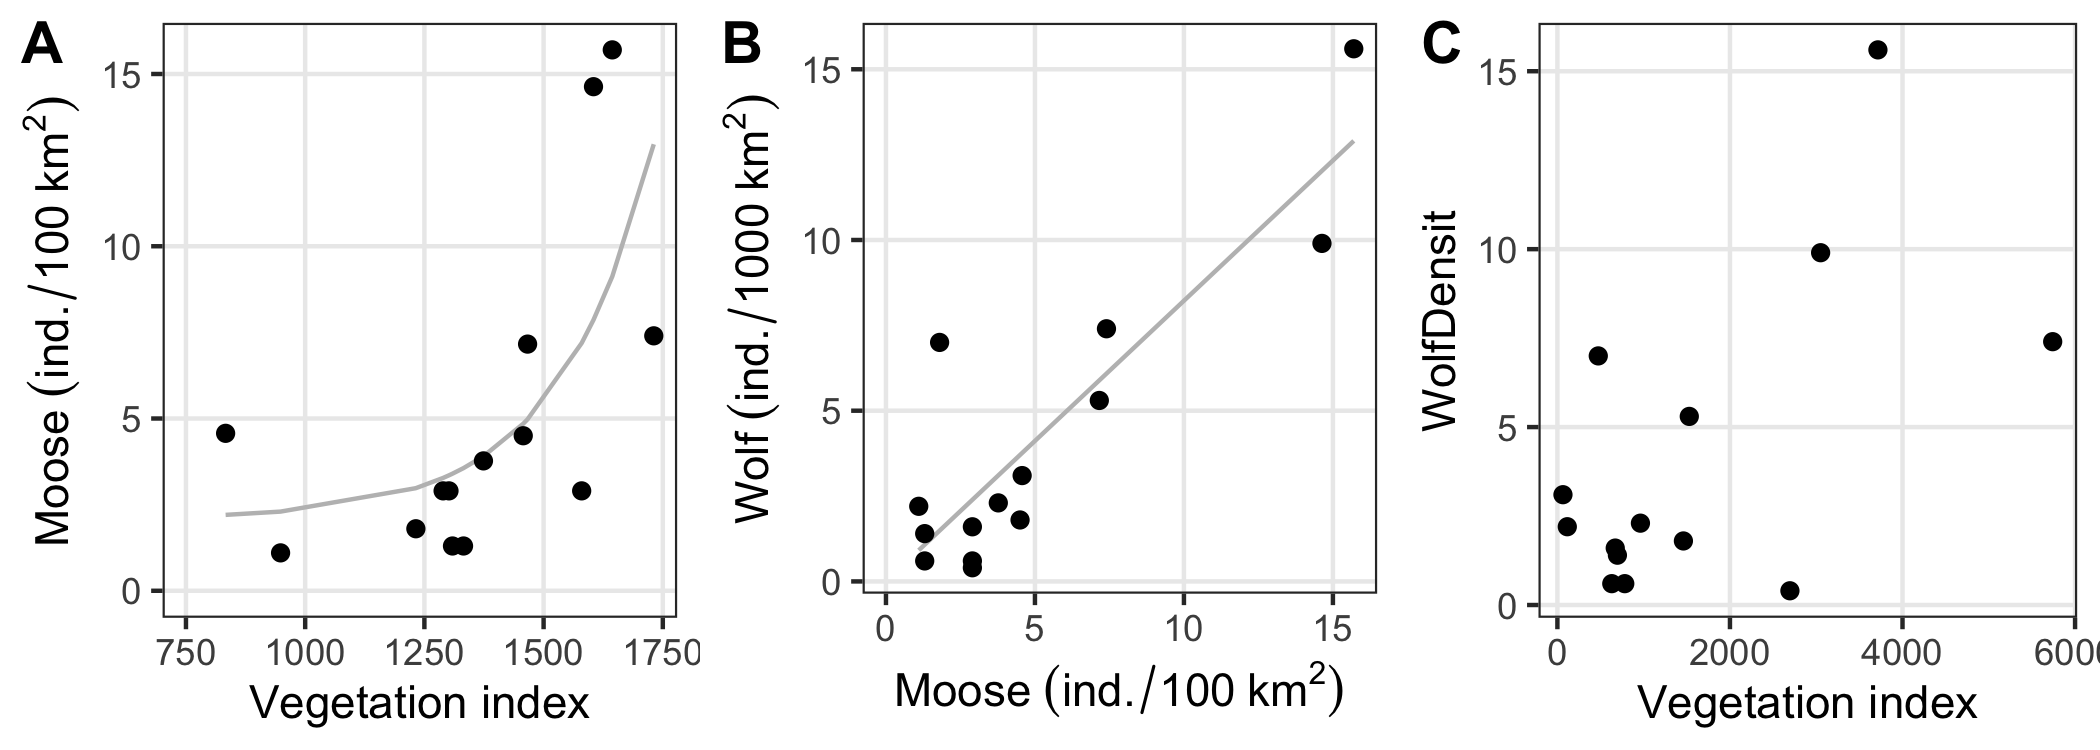 A
Moose (ind./100 km²)
15
10
5
0
750 1000 1250 1500 1750
Vegetation index
B
Wolf (ind./1000 km²)
15
10
5
0
0 5 10 15
Moose (ind./100 km²)
C
WolfDensit
15
10
5
0
0 2000 4000 600
Vegetation index